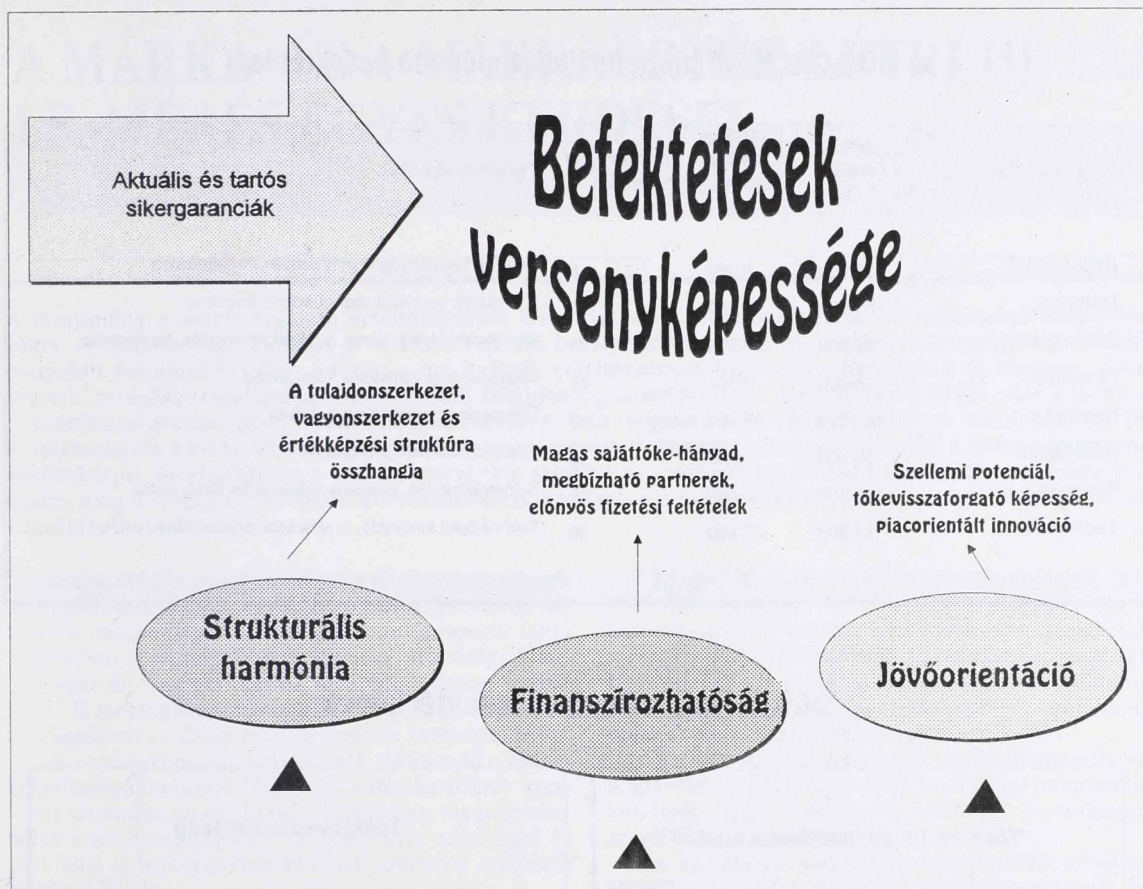 Aktuális és tartós
sikergaranciák
Befektetések
versenyképessége
A tulajdonszerkezet,
vagyonszerkezet és
értékképzési struktúra
összhangja
Magas sajáttőke-hányad,
megbízható partnerek,
előnyös fizetési feltételek
Szellemi potenciál,
tőkevisszaforgató képesség,
piacorientált innováció
Strukturális
harmónia
Finanszírozhatóság
Jövőorientáció